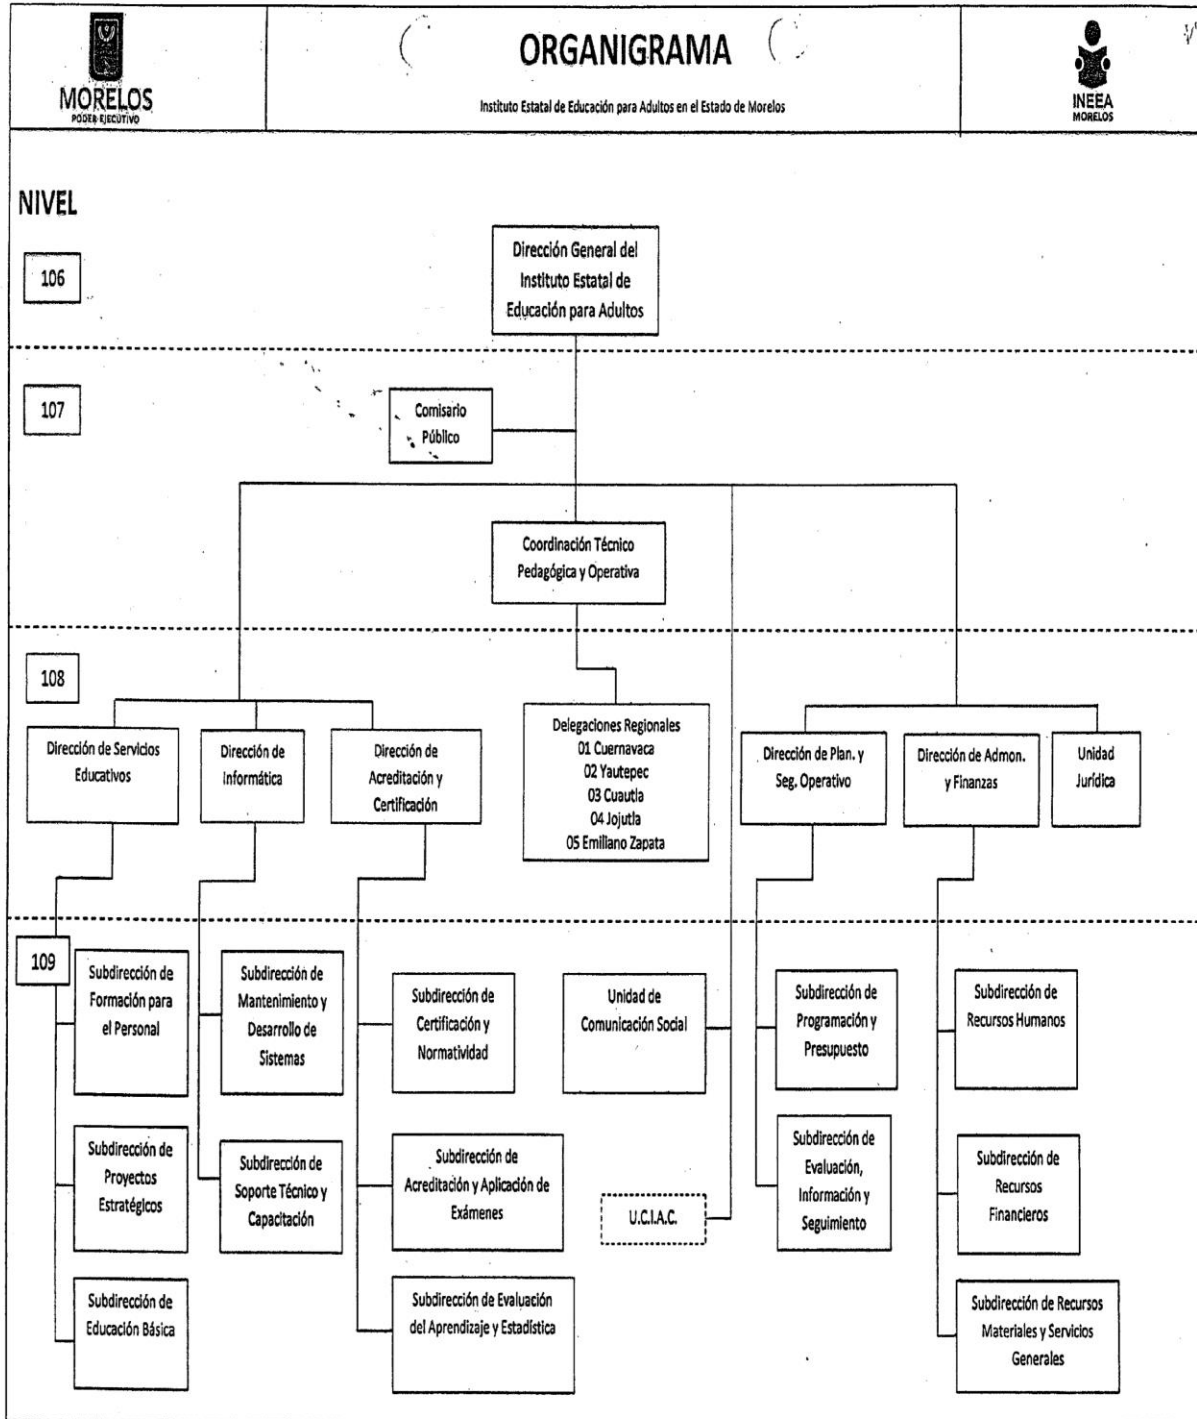 MORELOS
PODER EJECUTIVO
ORGANIGRAMA
Instituto Estatal de Educación para Adultos en el Estado de Morelos
INEEA
MORELOS
NIVEL
106
Dirección General del
Instituto Estatal de
Educación para Adultos
107
Comisario
Público
Coordinación Técnico
Pedagógica y Operativa
108
Dirección de Servicios
Educativos
Dirección de
Informática
Dirección de
Acreditación y
Certificación
Delegaciones Regionales
01 Cuernavaca
02 Yautepec
03 Cuautla
04 Jojutla
05 Emiliano Zapata
Dirección de Plan. y
Seg. Operativo
Dirección de Admon.
y Finanzas
Unidad
Jurídica
109
Subdirección de
Formación para
el Personal
Subdirección de
Mantenimiento y
Desarrollo de
Sistemas
Subdirección de
Certificación y
Normatividad
Unidad de
Comunicación Social
Subdirección de
Programación y
Presupuesto
Subdirección de
Recursos Humanos
Subdirección de
Proyectos
Estratégicos
Subdirección de
Soporte Técnico y
Capacitación
Subdirección de
Acreditación y Aplicación de
Exámenes
U.C.I.A.C.
Subdirección de
Evaluación,
Información y
Seguimiento
Subdirección de
Recursos
Financieros
Subdirección de
Educación Básica
Subdirección de Evaluación
del Aprendizaje y Estadística
Subdirección de Recursos
Materiales y Servicios
Generales